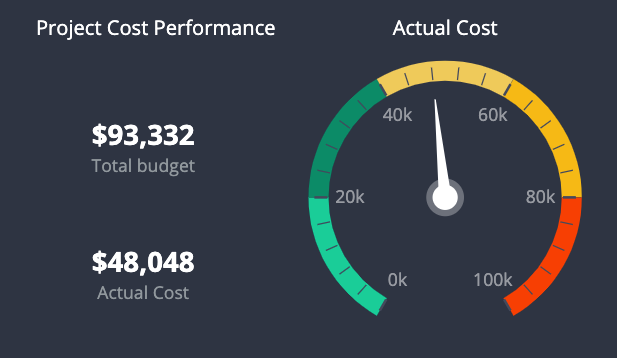 Project Cost Performance
$93,332
Total budget
$48,048
Actual Cost
Actual Cost
40k
60k
20k
80k
0k
100k